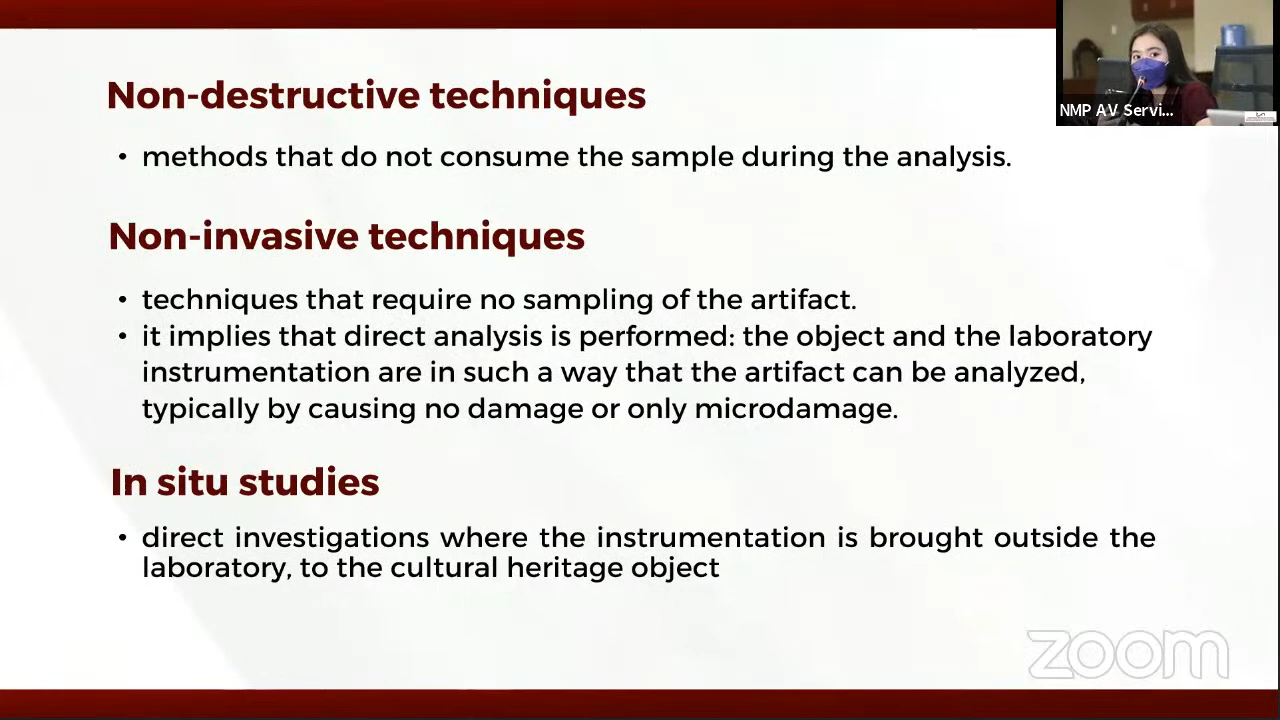 Non-destructive techniques
• methods that do not consume the sample during the analysis.
Non-invasive techniques
• techniques that require no sampling of the artifact.
• it implies that direct analysis is performed: the object and the laboratory
instrumentation are in such a way that the artifact can be analyzed,
typically by causing no damage or only microdamage.
In situ studies
• direct investigations where the instrumentation is brought outside the
laboratory, to the cultural heritage object
NMP AV Servi...
zoom